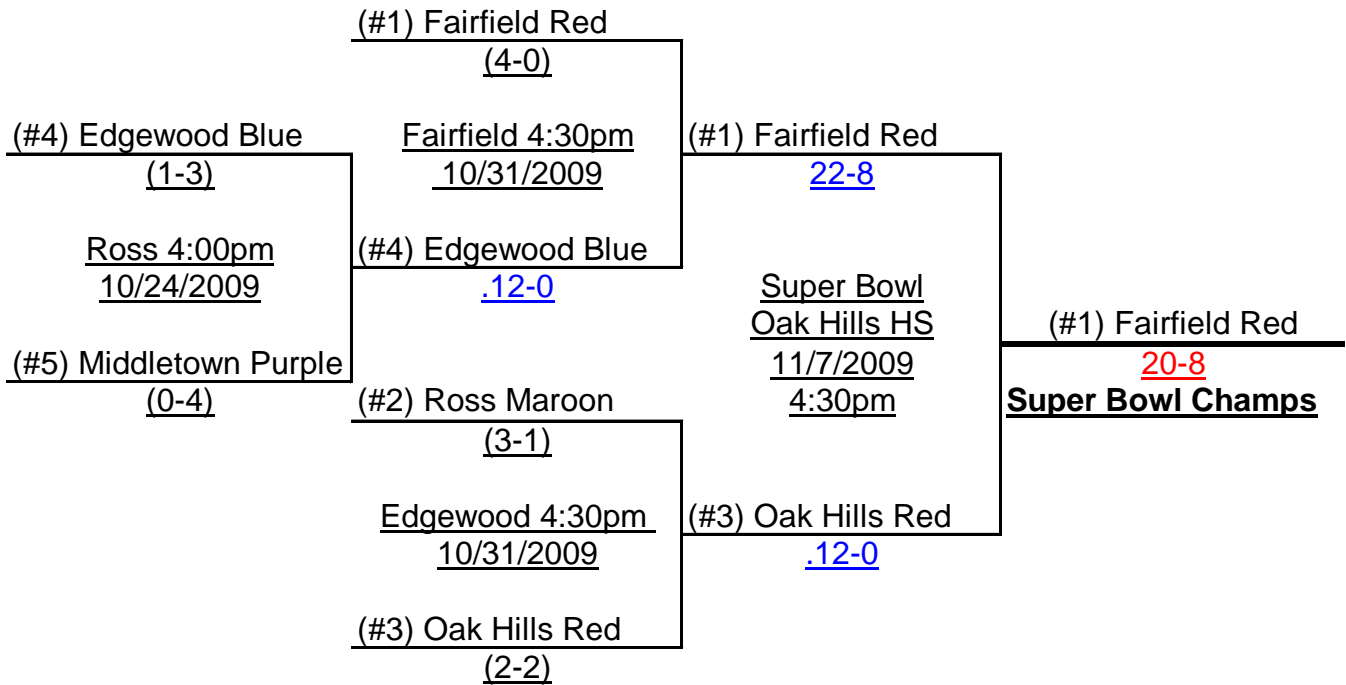 (#1) Fairfield Red
(4-0)
(#4) Edgewood Blue
(1-3)
Fairfield 4:30pm
10/31/2009
(#1) Fairfield Red
22-8
Ross 4:00pm
10/24/2009
(#4) Edgewood Blue
.12-0
Super Bowl
Oak Hills HS
11/7/2009
4:30pm
(#1) Fairfield Red
20-8
Super Bowl Champs
(#5) Middletown Purple
(0-4)
(#2) Ross Maroon
(3-1)
Edgewood 4:30pm
10/31/2009
(#3) Oak Hills Red
.12-0
(#3) Oak Hills Red
(2-2)